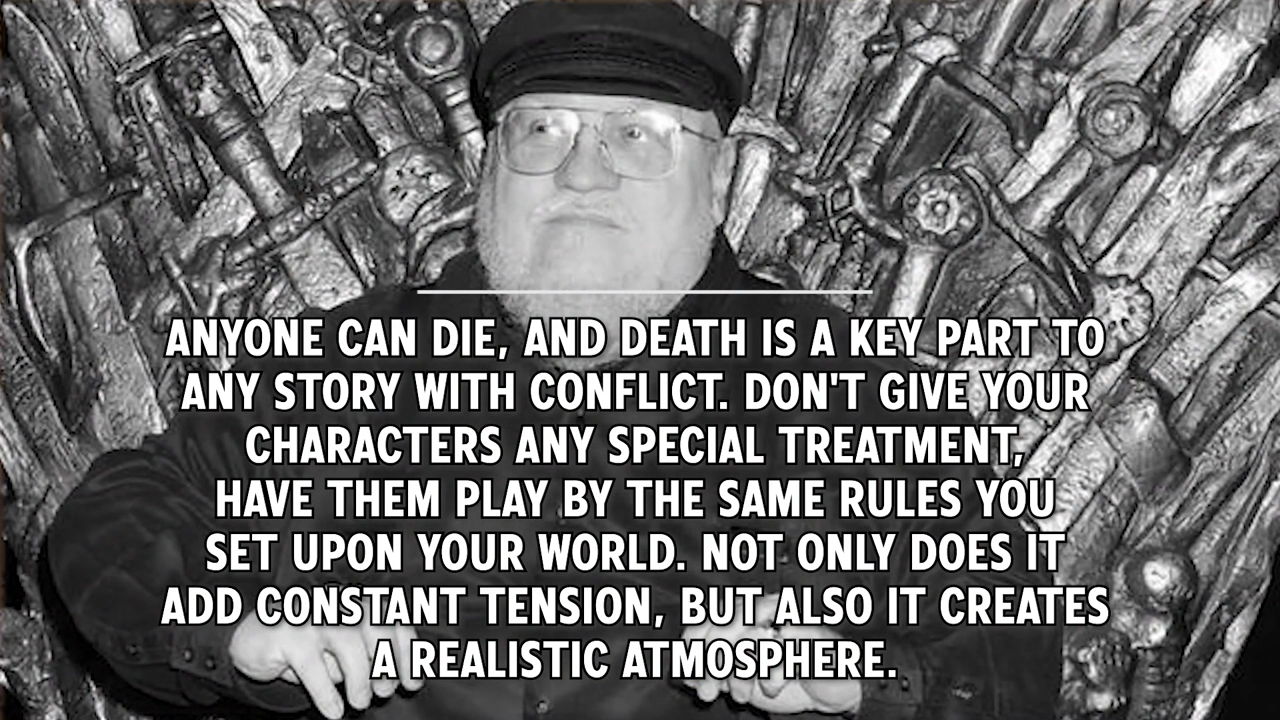 ANYONE CAN DIE, AND DEATH IS A KEY PART TO
ANY STORY WITH CONFLICT. DON'T GIVE YOUR
CHARACTERS ANY SPECIAL TREATMENT,
HAVE THEM PLAY BY THE SAME RULES YOU
SET UPON YOUR WORLD. NOT ONLY DOES IT
ADD CONSTANT TENSION, BUT ALSO IT CREATES
A REALISTIC ATMOSPHERE.